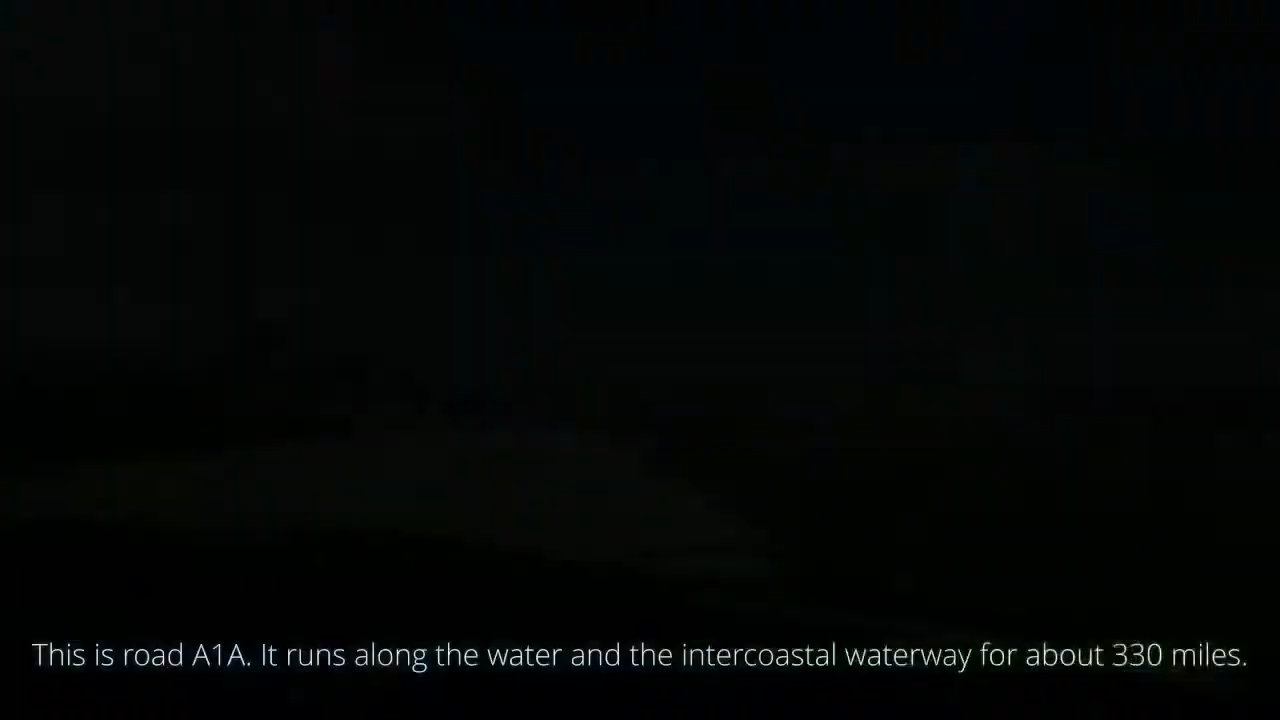 This is road A1A. It runs along the water and the intercoastal waterway for about 330 miles.